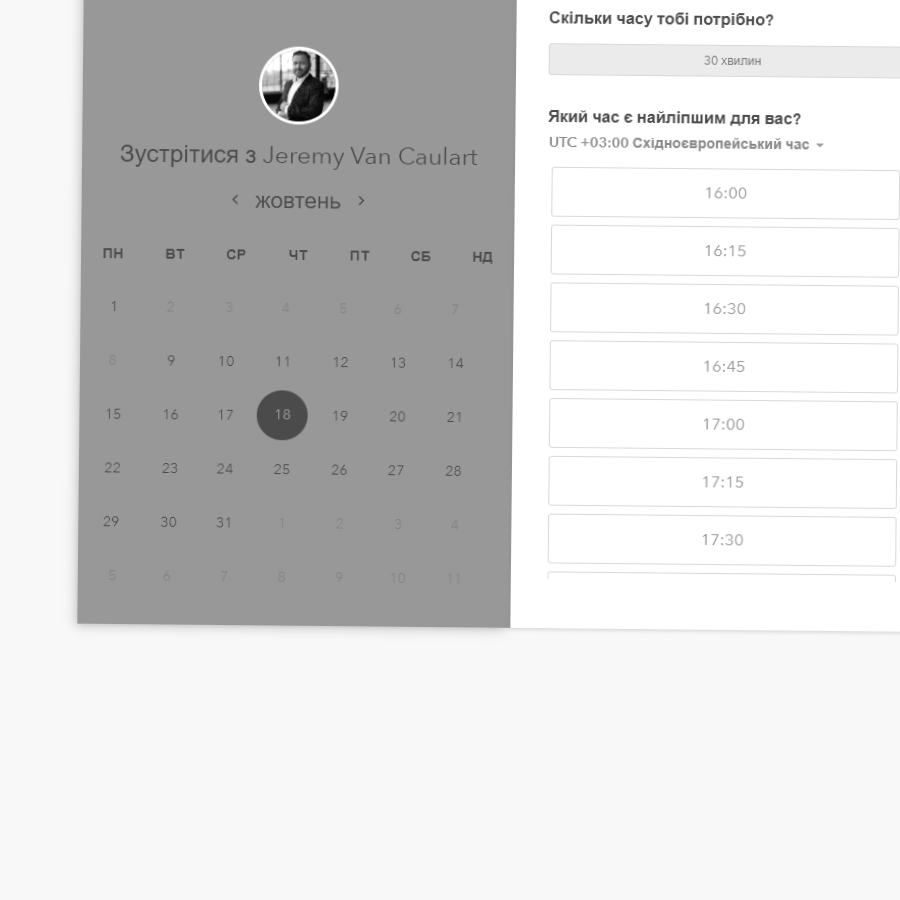 Зустрітися з Jeremy Van Caulart
жовтень
ПН ВТ СР ЧТ ПТ СБ НД
1 2 3 4 5 6 7
8 9 10 11 12 13 14
15 16 17 18 19 20 21
22 23 24 25 26 27 28
29 30 31 1 2 3 4
5 6 7 8 9 10 11
Скільки часу тобі потрібно?
30 хвилин
Який час є найліпшим для вас?
UTC +03:00 Східноєвропейський час
16:00
16:15
16:30
16:45
17:00
17:15
17:30